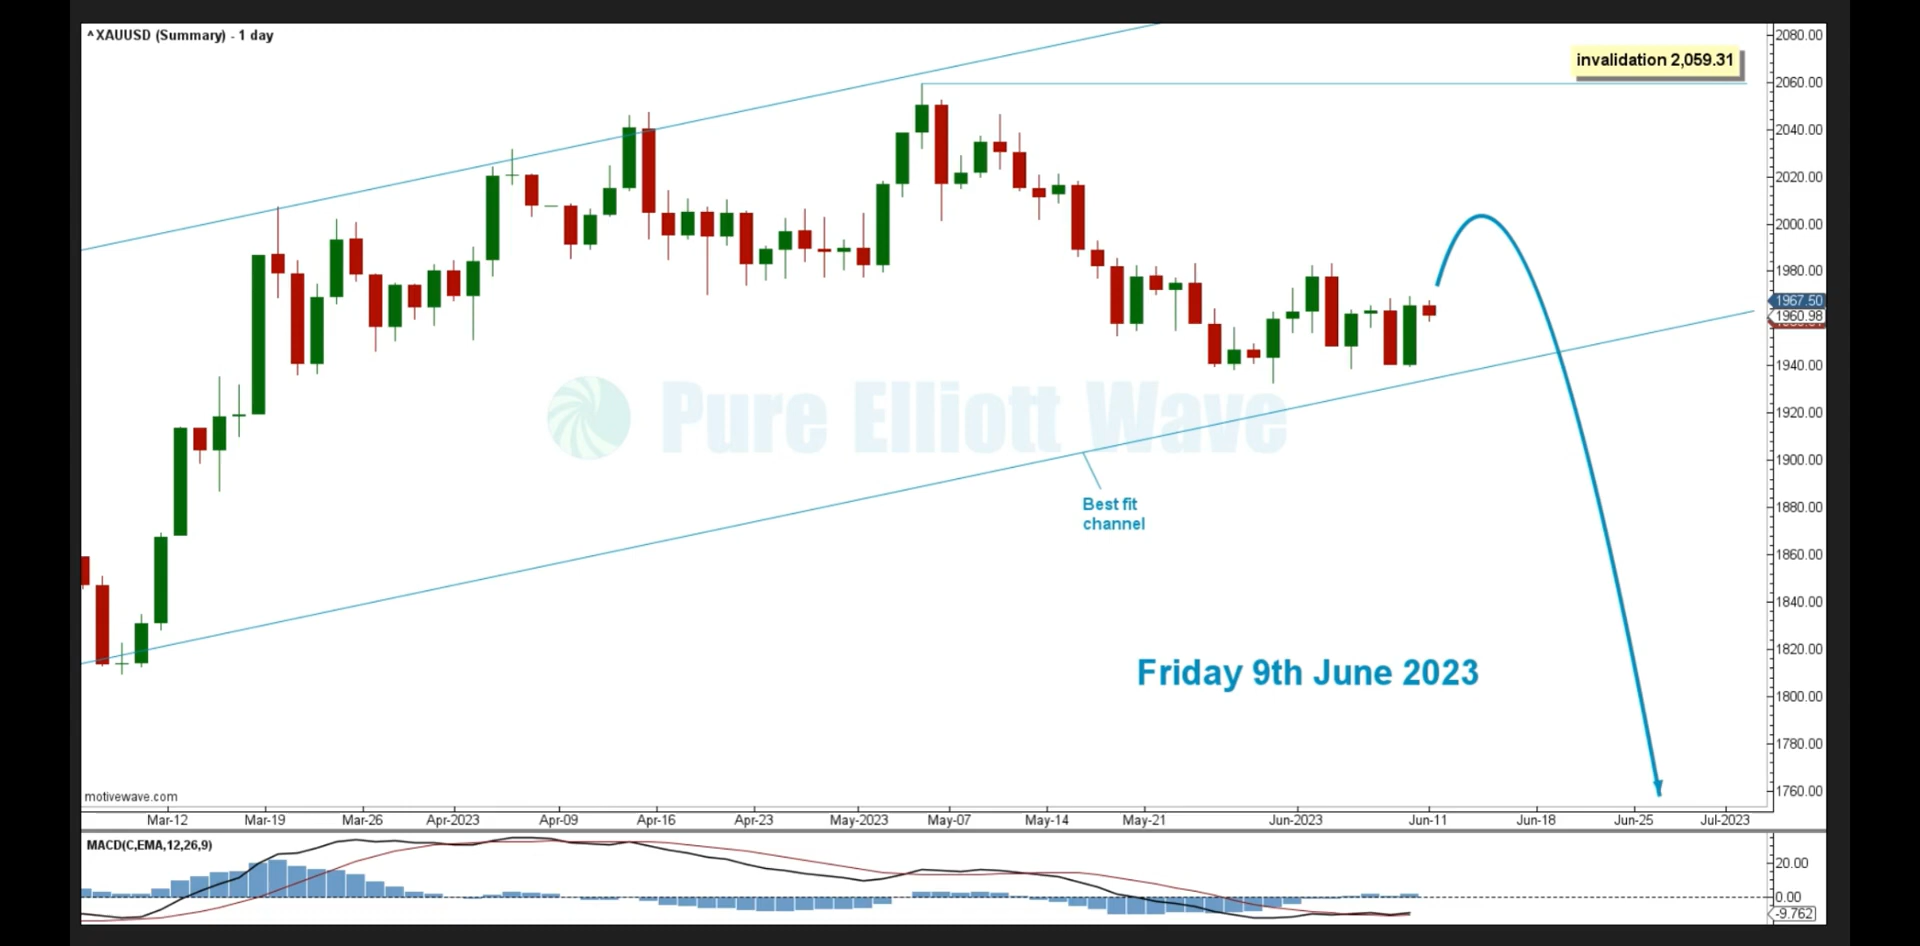 ^XAUUSD (Summary) - 1 day
invalidation 2,059.31
2080.00
2060.00
2040.00
2020.00
2000.00
1980.00
1967.50
1960.98
1940.00
1920.00
1900.00
1880.00
1860.00
1840.00
1820.00
1800.00
1780.00
1760.00
Pure Elliott Wave
Best fit
channel
Friday 9th June 2023
motivewave.com
Mar-12 Mar-19 Mar-26 Apr-2023 Apr-09 Apr-16 Apr-23 May-2023 May-07 May-14 May-21 Jun-2023 Jun-11 Jun-18 Jun-25 Jul-2023
MACD(C,EMA,12,26,9)
20.00
0.00
-9.762